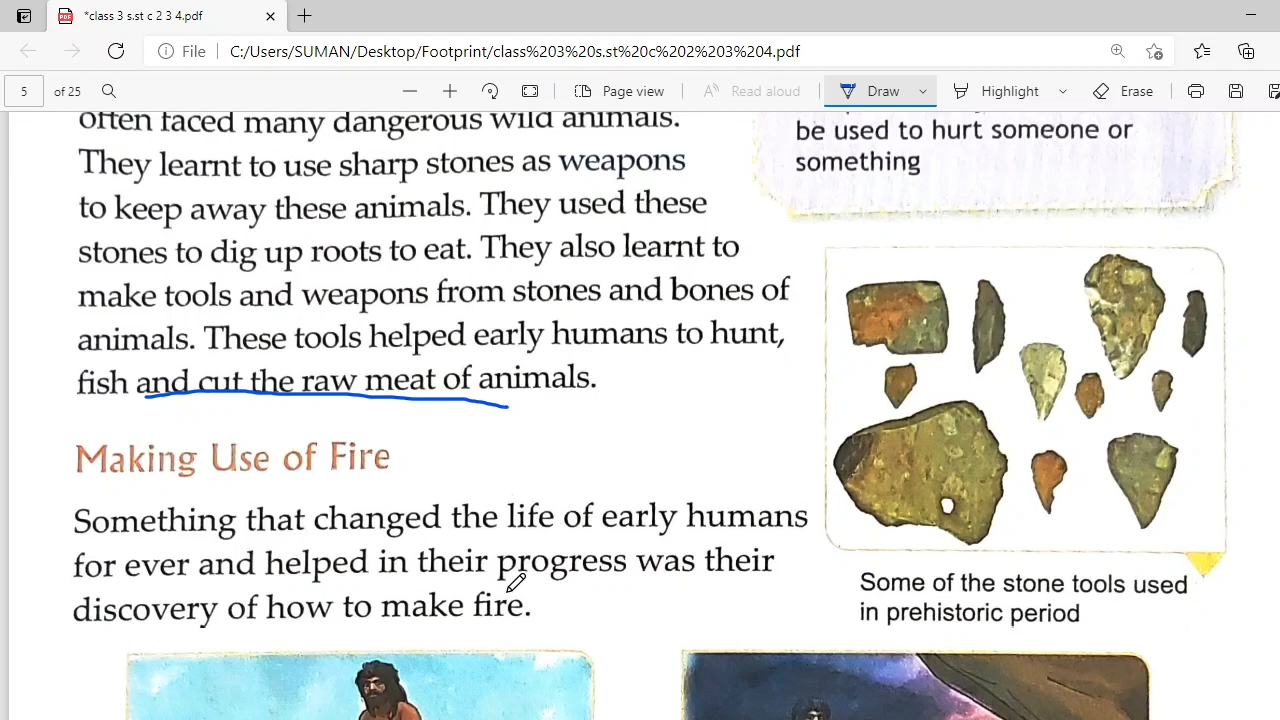 *class 3 s.st c 2 3 4.pdf
File
C:/Users/SUMAN/Desktop/Footprint/class%203%20s.st%20c%202%203%204.pdf
5 of 25
Page view
Read aloud
Draw
Highlight
Erase
often faced many dangerous wild animals.
They learnt to use sharp stones as weapons
to keep away these animals. They used these
stones to dig up roots to eat. They also learnt to
make tools and weapons from stones and bones of
animals. These tools helped early humans to hunt,
fish and cut the raw meat of animals.
be used to hurt someone or
something
Some of the stone tools used
in prehistoric period
Making Use of Fire
Something that changed the life of early humans
for ever and helped in their progress was their
discovery of how to make fire.